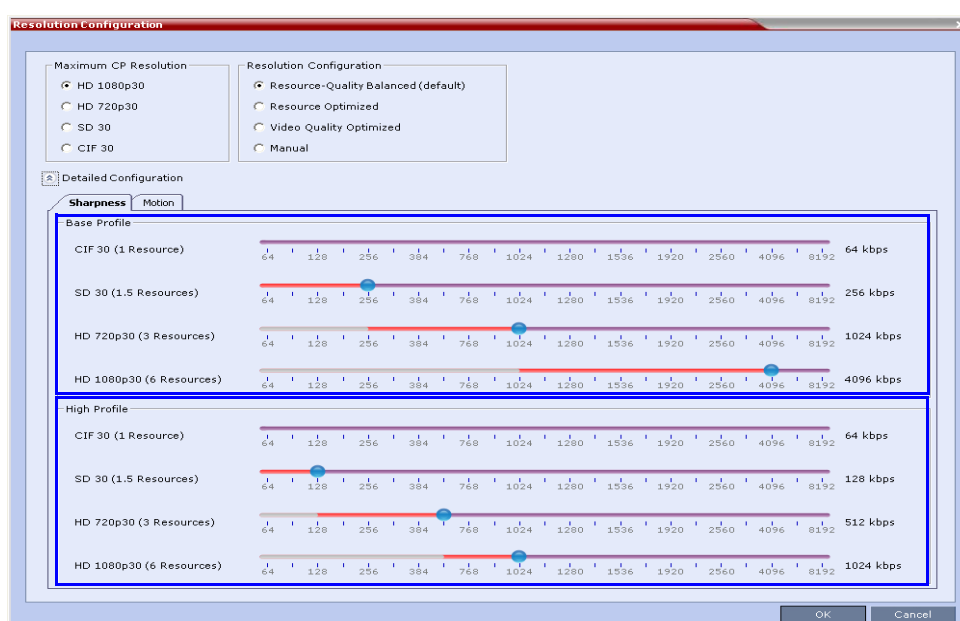 Resolution Configuration
Maximum CP Resolution
HD 1080p30
HD 720p30
SD 30
CIF 30
Resolution Configuration
Resource-Quality Balanced (default)
Resource Optimized
Video Quality Optimized
Manual
Detailed Configuration
Sharpness Motion
Base Profile
CIF 30 (1 Resource) 64 128 256 384 768 1024 1280 1536 1920 2560 4096 8192 64 kbps
SD 30 (1.5 Resources) 64 128 256 384 768 1024 1280 1536 1920 2560 4096 8192 256 kbps
HD 720p30 (3 Resources) 64 128 256 384 768 1024 1280 1536 1920 2560 4096 8192 1024 kbps
HD 1080p30 (6 Resources) 64 128 256 384 768 1024 1280 1536 1920 2560 4096 8192 4096 kbps
High Profile
CIF 30 (1 Resource) 64 128 256 384 768 1024 1280 1536 1920 2560 4096 8192 64 kbps
SD 30 (1.5 Resources) 64 128 256 384 768 1024 1280 1536 1920 2560 4096 8192 128 kbps
HD 720p30 (3 Resources) 64 128 256 384 768 1024 1280 1536 1920 2560 4096 8192 512 kbps
HD 1080p30 (6 Resources) 64 128 256 384 768 1024 1280 1536 1920 2560 4096 8192 1024 kbps
OK Cancel